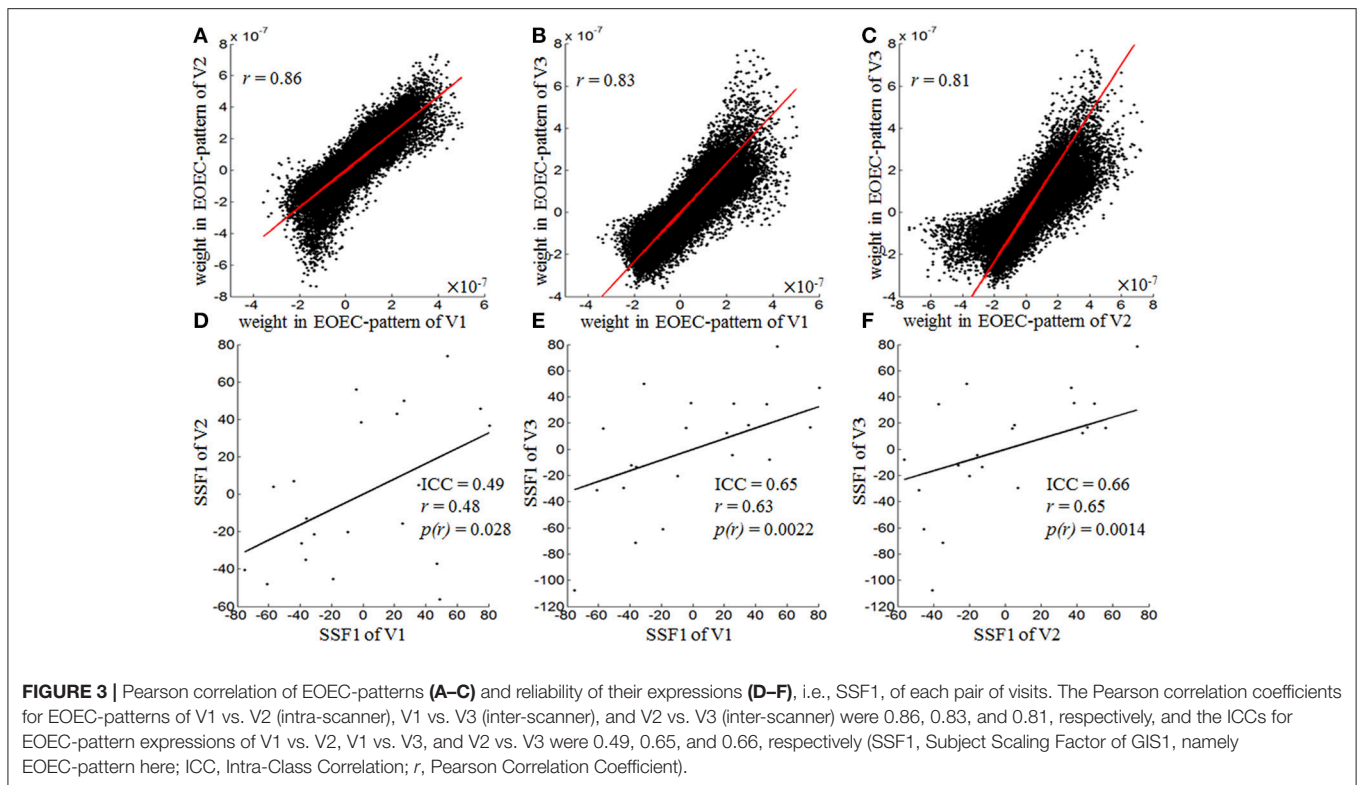 A
× 10⁻⁷
8
6
4
2
0
-2
-4
-6
-8
r = 0.86
×10⁻⁷
-4 -2 0 2 4 6
weight in EOEC-pattern of V2
weight in EOEC-pattern of V1
B
× 10⁻⁷
8
6
4
2
0
-2
-4
r = 0.83
×10⁻⁷
-4 -2 0 2 4 6
weight in EOEC-pattern of V3
weight in EOEC-pattern of V1
C
× 10⁻⁷
8
6
4
2
0
-2
-4
r = 0.81
×10⁻⁷
-8 -6 -4 -2 0 2 4 6 8
weight in EOEC-pattern of V3
weight in EOEC-pattern of V2
D
80
60
40
20
0
-20
-40
-60
ICC = 0.49
r = 0.48
p(r) = 0.028
-80 -60 -40 -20 0 20 40 60 80
SSF1 of V2
SSF1 of V1
E
80
60
40
20
0
-20
-40
-60
-80
-100
-120
ICC = 0.65
r = 0.63
p(r) = 0.0022
-80 -60 -40 -20 0 20 40 60 80
SSF1 of V3
SSF1 of V1
F
80
60
40
20
0
-20
-40
-60
-80
-100
-120
ICC = 0.66
r = 0.65
p(r) = 0.0014
-60 -40 -20 0 20 40 60 80
SSF1 of V3
SSF1 of V2
FIGURE 3 | Pearson correlation of EOEC-patterns (A–C) and reliability of their expressions (D–F), i.e., SSF1, of each pair of visits. The Pearson correlation coefficients
for EOEC-patterns of V1 vs. V2 (intra-scanner), V1 vs. V3 (inter-scanner), and V2 vs. V3 (inter-scanner) were 0.86, 0.83, and 0.81, respectively, and the ICCs for
EOEC-pattern expressions of V1 vs. V2, V1 vs. V3, and V2 vs. V3 were 0.49, 0.65, and 0.66, respectively (SSF1, Subject Scaling Factor of GIS1, namely
EOEC-pattern here; ICC, Intra-Class Correlation; r, Pearson Correlation Coefficient).